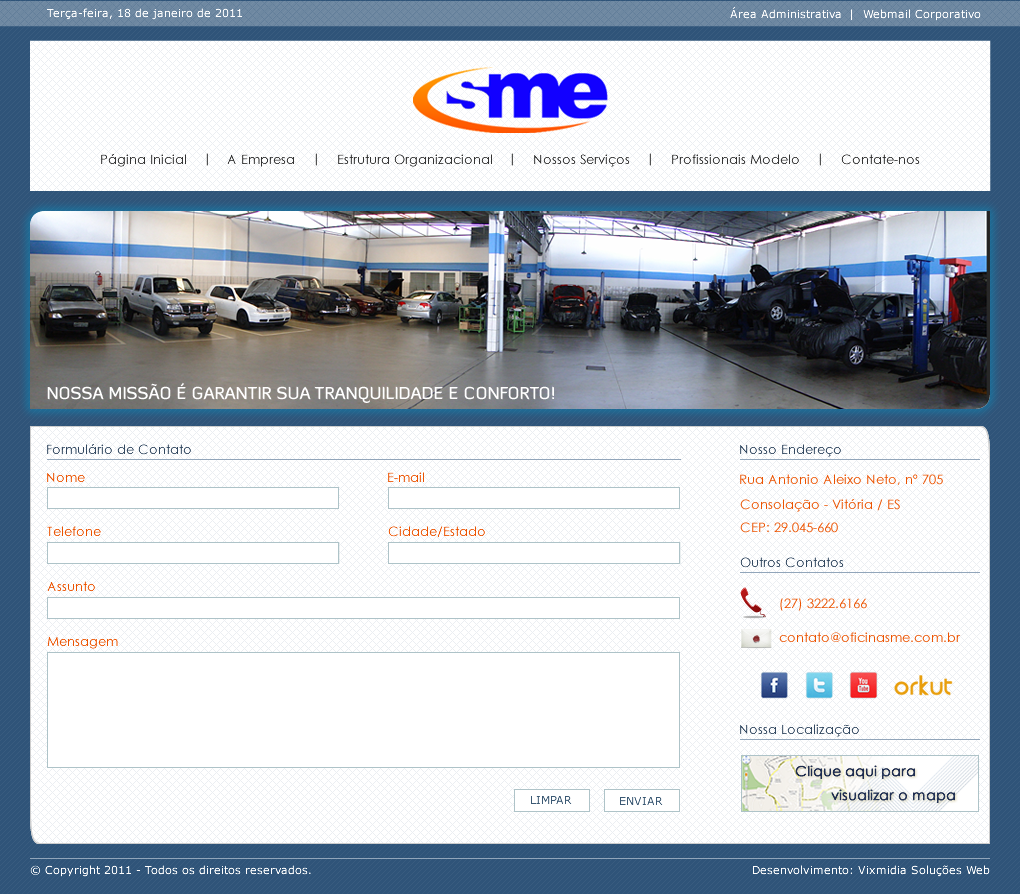 Terça-feira, 18 de janeiro de 2011
Área Administrativa | Webmail Corporativo
sme
Página Inicial | A Empresa | Estrutura Organizacional | Nossos Serviços | Profissionais Modelo | Contate-nos
NOSSA MISSÃO É GARANTIR SUA TRANQUILIDADE E CONFORTO!
Formulário de Contato
Nome
E-mail
Telefone
Cidade/Estado
Assunto
Mensagem
LIMPAR
ENVIAR
Nosso Endereço
Rua Antonio Aleixo Neto, nº 705
Consolação - Vitória / ES
CEP: 29.045-660
Outros Contatos
(27) 3222.6166
contato@oficinasme.com.br
f t You Tube orkut
Nossa Localização
Clique aqui para
visualizar o mapa
© Copyright 2011 - Todos os direitos reservados.
Desenvolvimento: Vixmidia Soluções Web